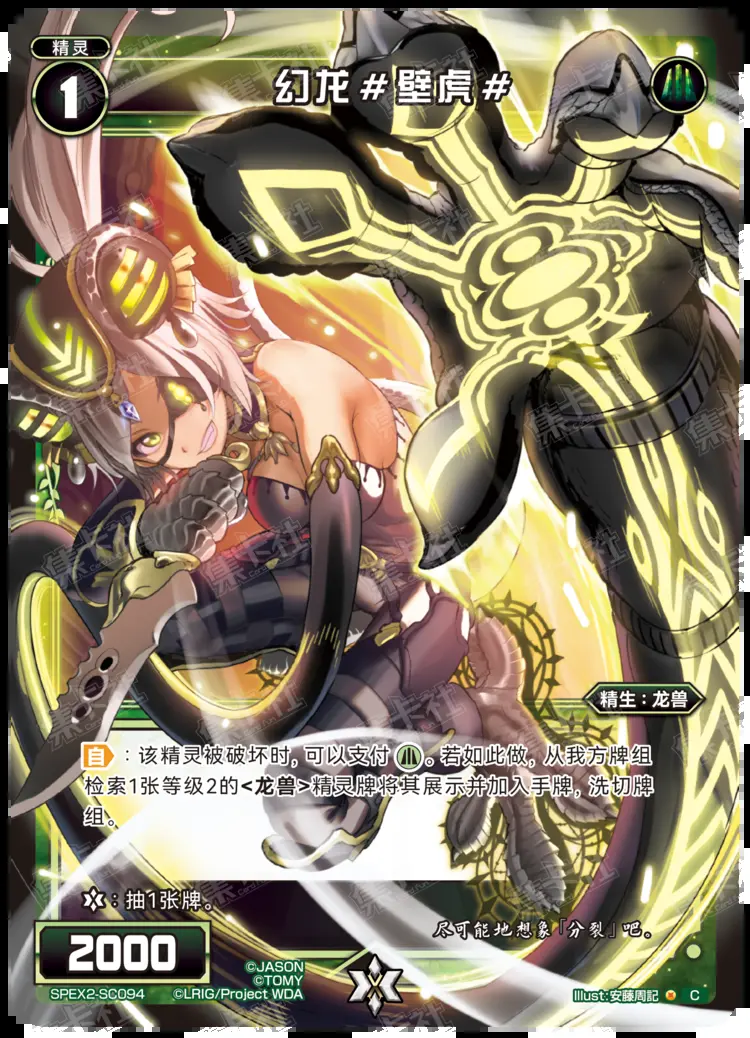 精灵
1
幻龙#壁虎#
精生:龙兽
自:该精灵被破坏时,可以支付。若如此做,从我方牌组
检索1张等级2的<龙兽>精灵牌将其展示并加入手牌,洗切牌
组。
:抽1张牌。
尽可能地想象「分裂」吧。
2000
©JASON
©TOMY
SPEX2-SC094 ©LRIG/Project WDA
Illust:安藤周記 C
集卡社